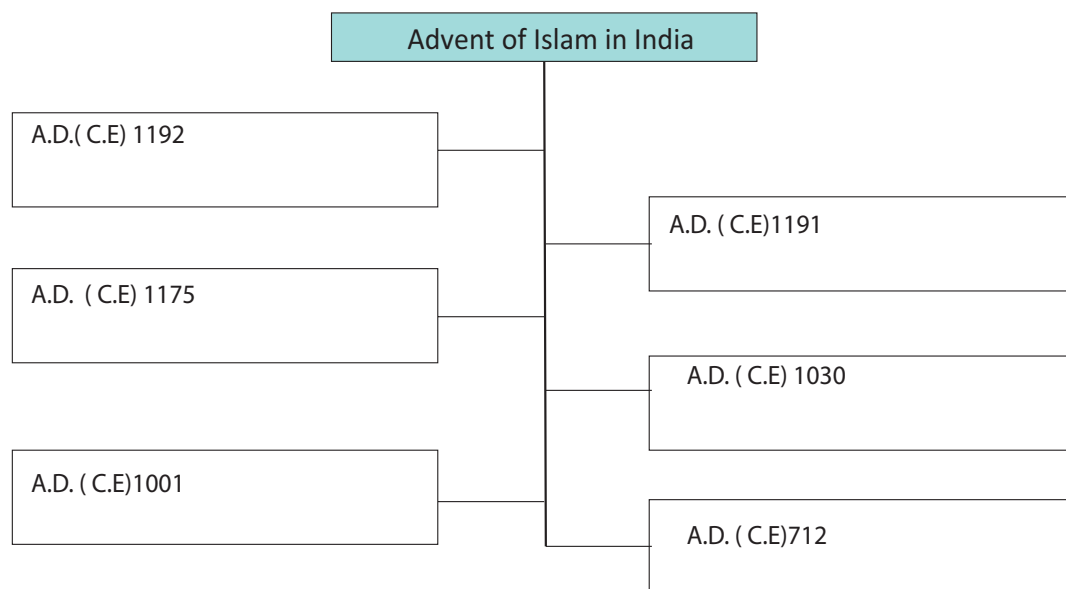 Advent of Islam in India
A.D.( C.E) 1192
A.D. ( C.E)1191
A.D. ( C.E) 1175
A.D. ( C.E) 1030
A.D. ( C.E)1001
A.D. ( C.E)712